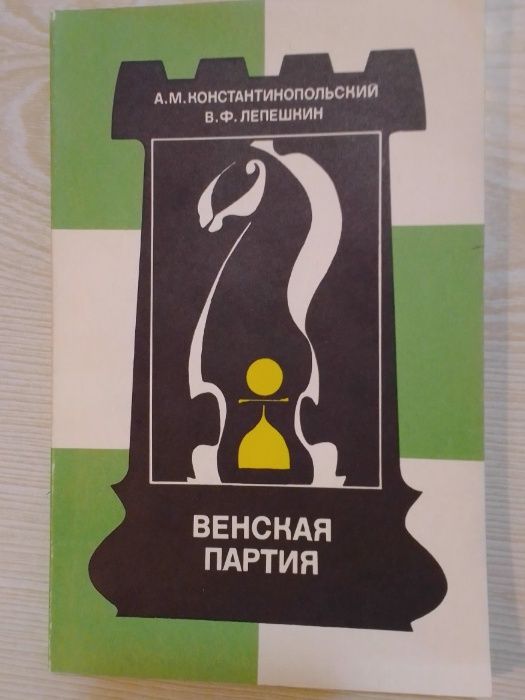 А.М.КОНСТАНТИНОПОЛЬСКИЙ
В.Ф.ЛЕПЕШКИН
ВЕНСКАЯ
ПАРТИЯ